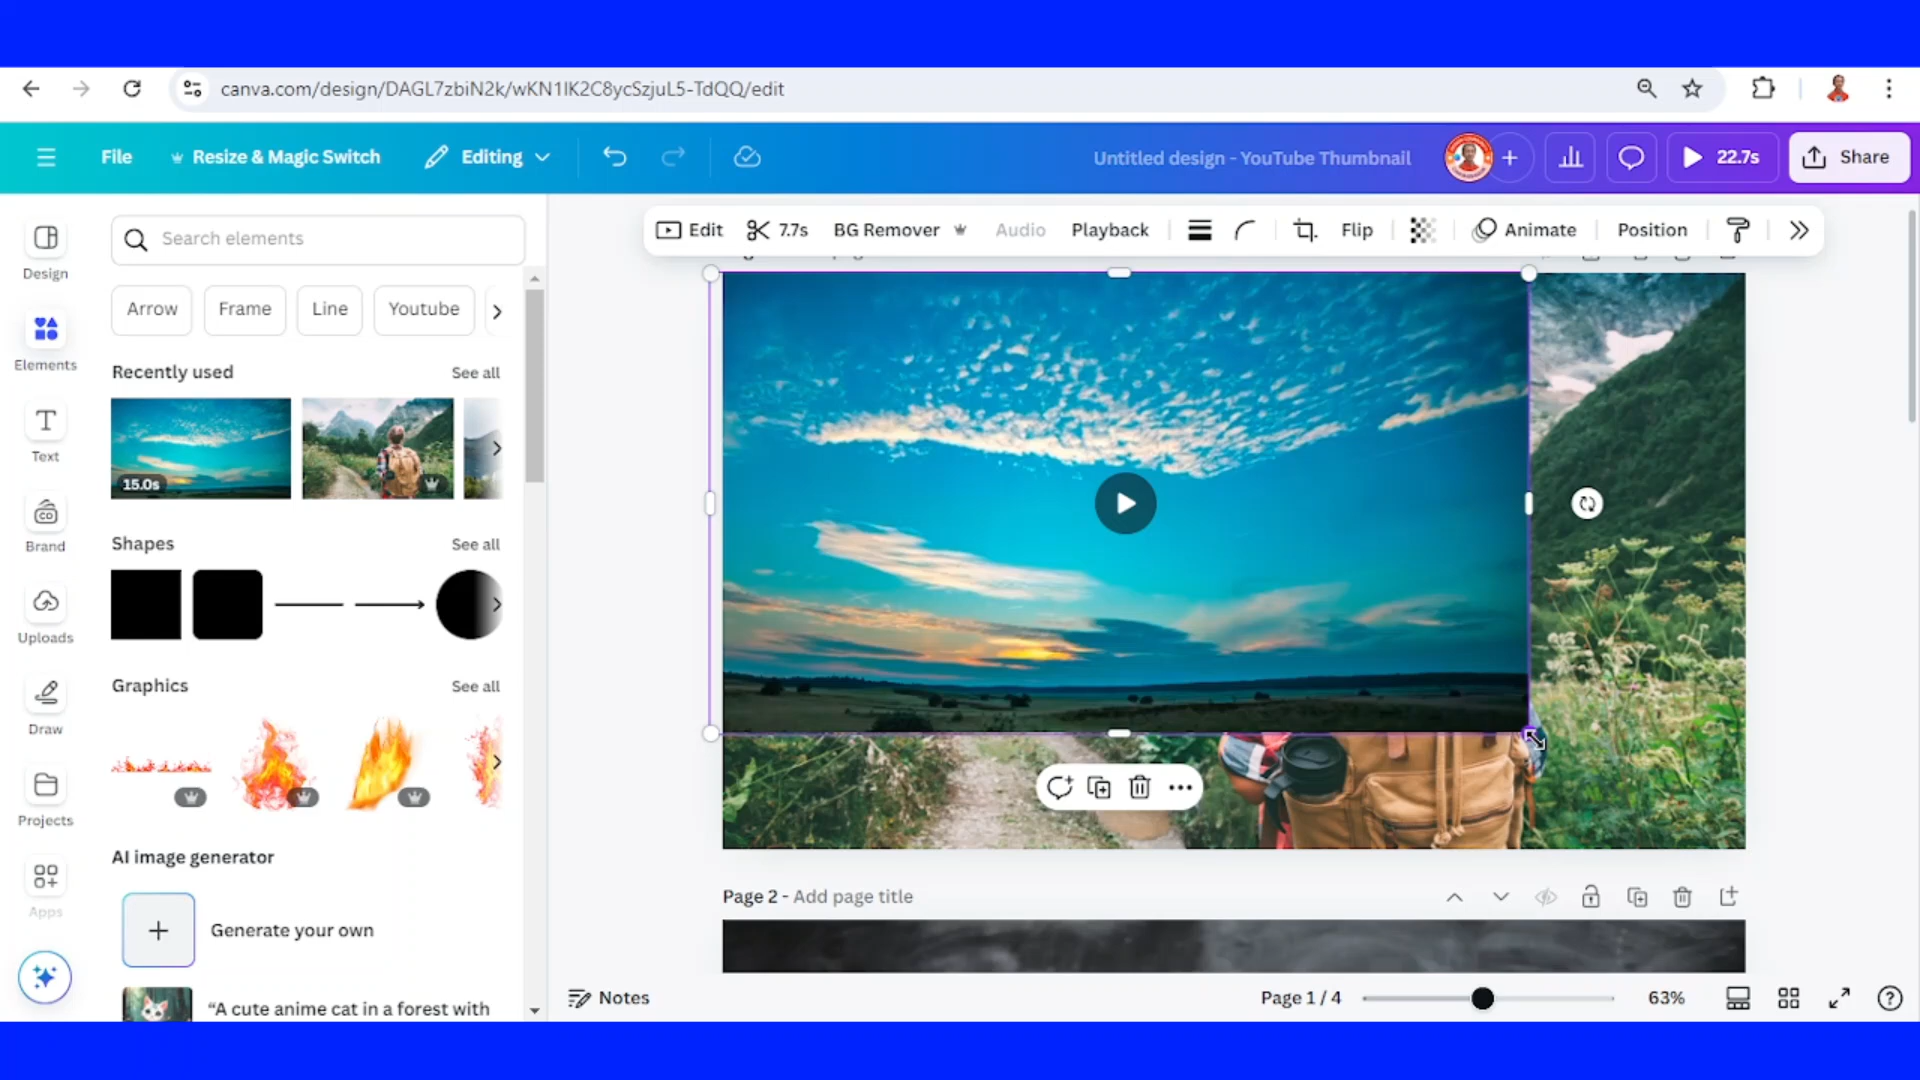 canva.com/design/DAGL7zbiN2k/wKN1IK2C8ycSzjuL5-TdQQ/edit
File
Resize & Magic Switch
Editing
Untitled design - YouTube Thumbnail
22.7s
Share
Design
Elements
Text
Brand
Uploads
Draw
Projects
Apps
Search elements
Arrow
Frame
Line
Youtube
Recently used
See all
15.0s
Shapes
See all
Graphics
See all
AI image generator
Generate your own
“A cute anime cat in a forest with
Edit
7.7s
BG Remover
Audio
Playback
Flip
Animate
Position
Page 2 - Add page title
Notes
Page 1 / 4
63%